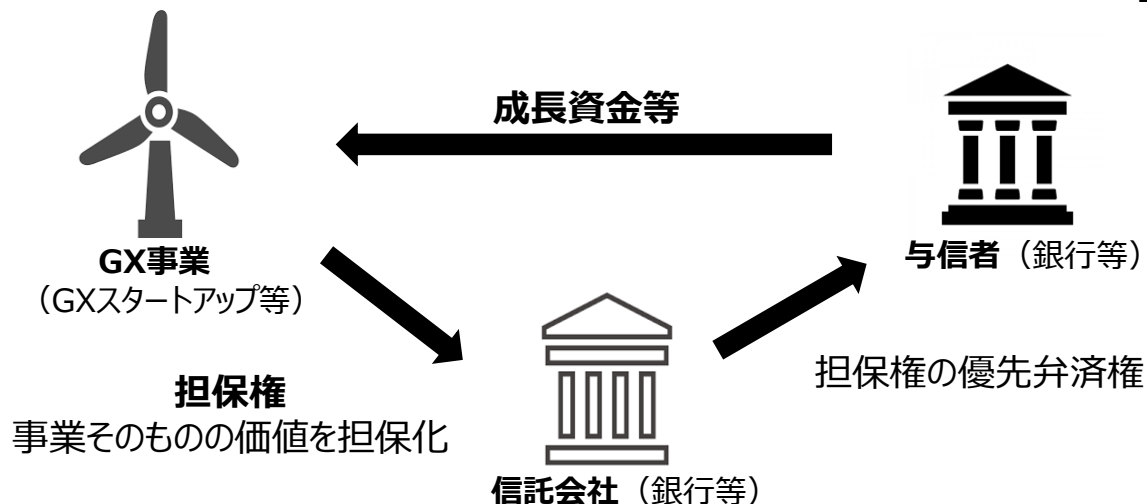 成長資金等
GX事業
（GXスタートアップ等）
与信者（銀行等）
担保権
事業そのものの価値を担保化
担保権の優先弁済権
信託会社（銀行等）